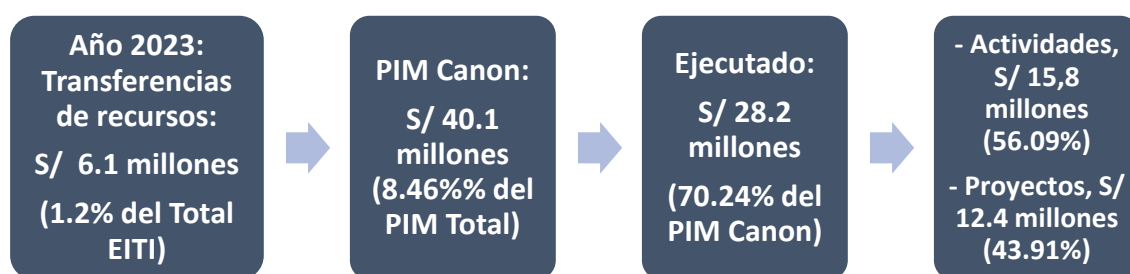 Año 2023:
Transferencias
de recursos:
S/ 6.1 millones
(1.2% del Total
EITI)
PIM Canon:
S/ 40.1
millones
(8.46%% del
PIM Total)
Ejecutado:
S/ 28.2
millones
(70.24% del
PIM Canon)
- Actividades,
S/ 15,8
millones
(56.09%)
- Proyectos, S/
12.4 millones
(43.91%)